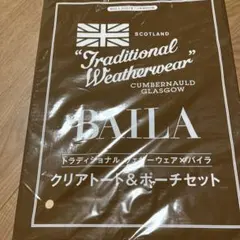 SCOTLAND
"Traditional
Weatherwear"
CUMBERNAULD
GLASGOW
BAILA
トラディショナル ウェザーウェア×バイラ
クリアトート&ポーチセット